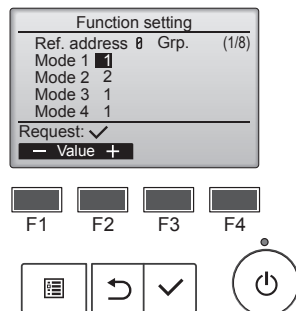 Function setting
Ref. address 0 Grp. (1/8)
Mode 1 1
Mode 2 2
Mode 3 1
Mode 4 1
Request: ✓
− Value +
F1 F2 F3 F4